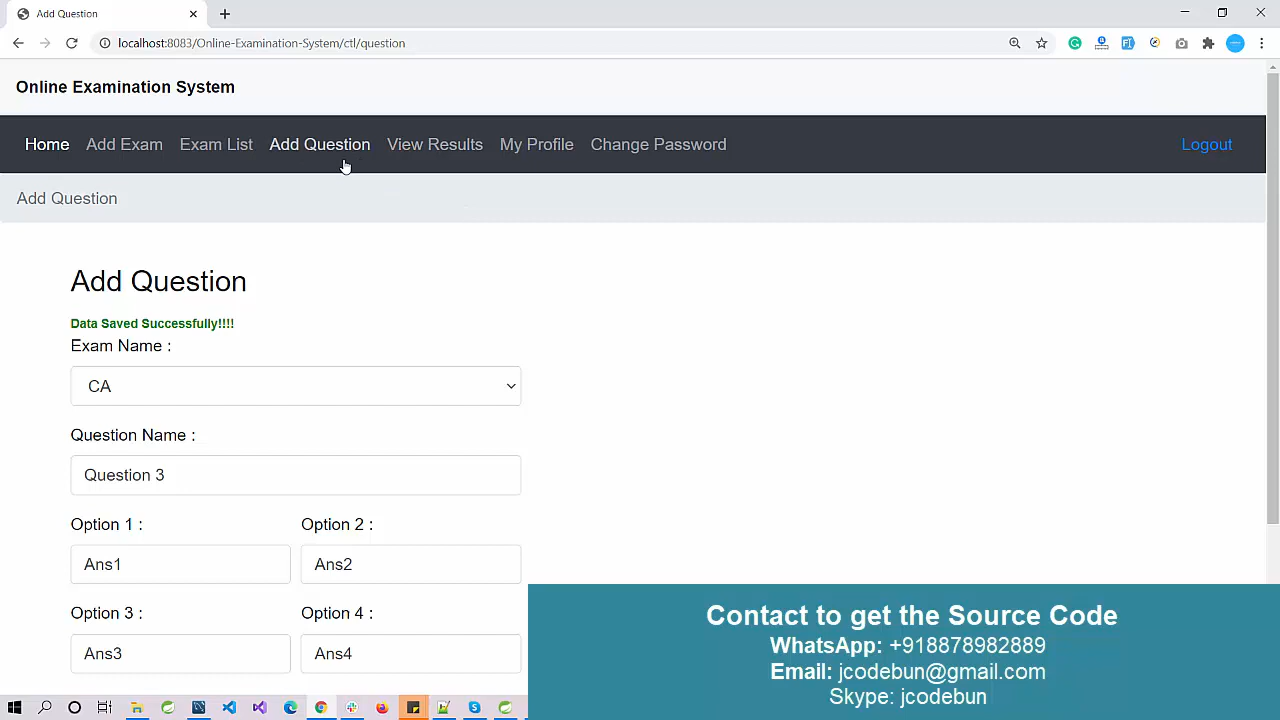 Add Question
localhost:8083/Online-Examination-System/ctl/question
Online Examination System
Home Add Exam Exam List Add Question View Results My Profile Change Password Logout
Add Question
Add Question
Data Saved Successfully!!!!
Exam Name :
CA
Question Name :
Question 3
Option 1 : Option 2 :
Ans1 Ans2
Option 3 : Option 4 :
Ans3 Ans4
Contact to get the Source Code
WhatsApp: +918878982889
Email: jcodebun@gmail.com
Skype: jcodebun